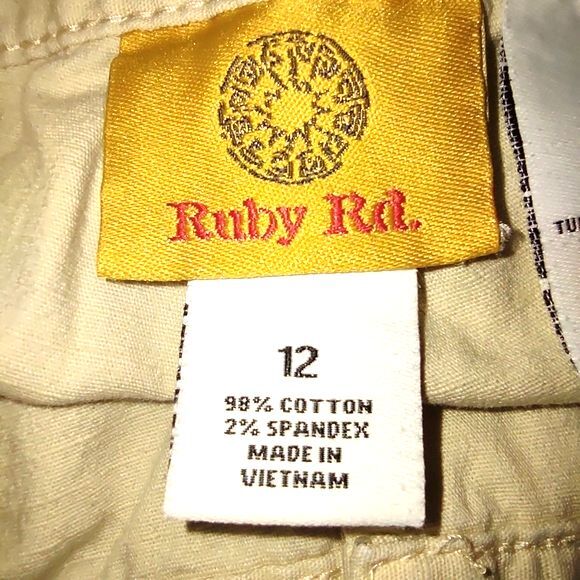 Ruby Rd.
12
98% COTTON
2% SPANDEX
MADE IN
VIETNAM